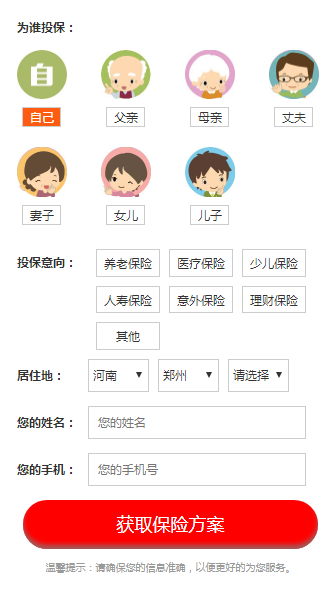 为谁投保：
自
自己 父亲 母亲 丈夫
妻子 女儿 儿子
投保意向： 养老保险 医疗保险 少儿保险
人寿保险 意外保险 理财保险
其他
居住地： 河南 郑州 请选择
您的姓名： 您的姓名
您的手机： 您的手机号
获取保险方案
温馨提示：请确保您的信息准确，以便更好的为您服务。